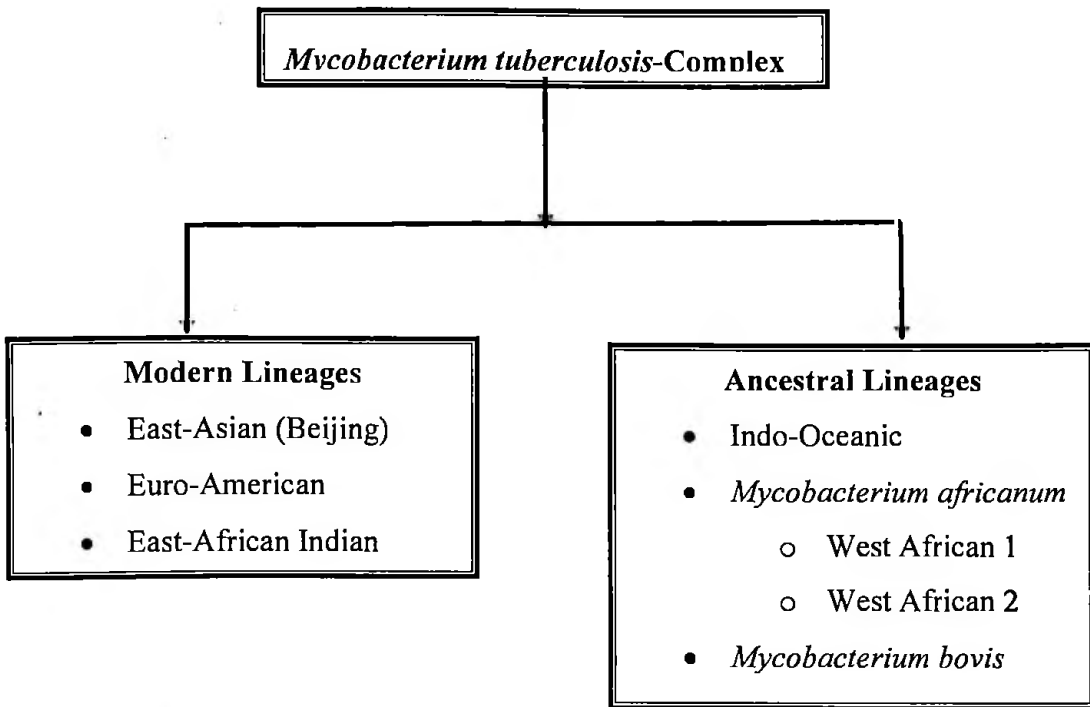 Mycobacterium tuberculosis-Complex
Modern Lineages
• East-Asian (Beijing)
• Euro-American
• East-African Indian
Ancestral Lineages
• Indo-Oceanic
• Mycobacterium africanum
o West African 1
o West African 2
• Mycobacterium bovis